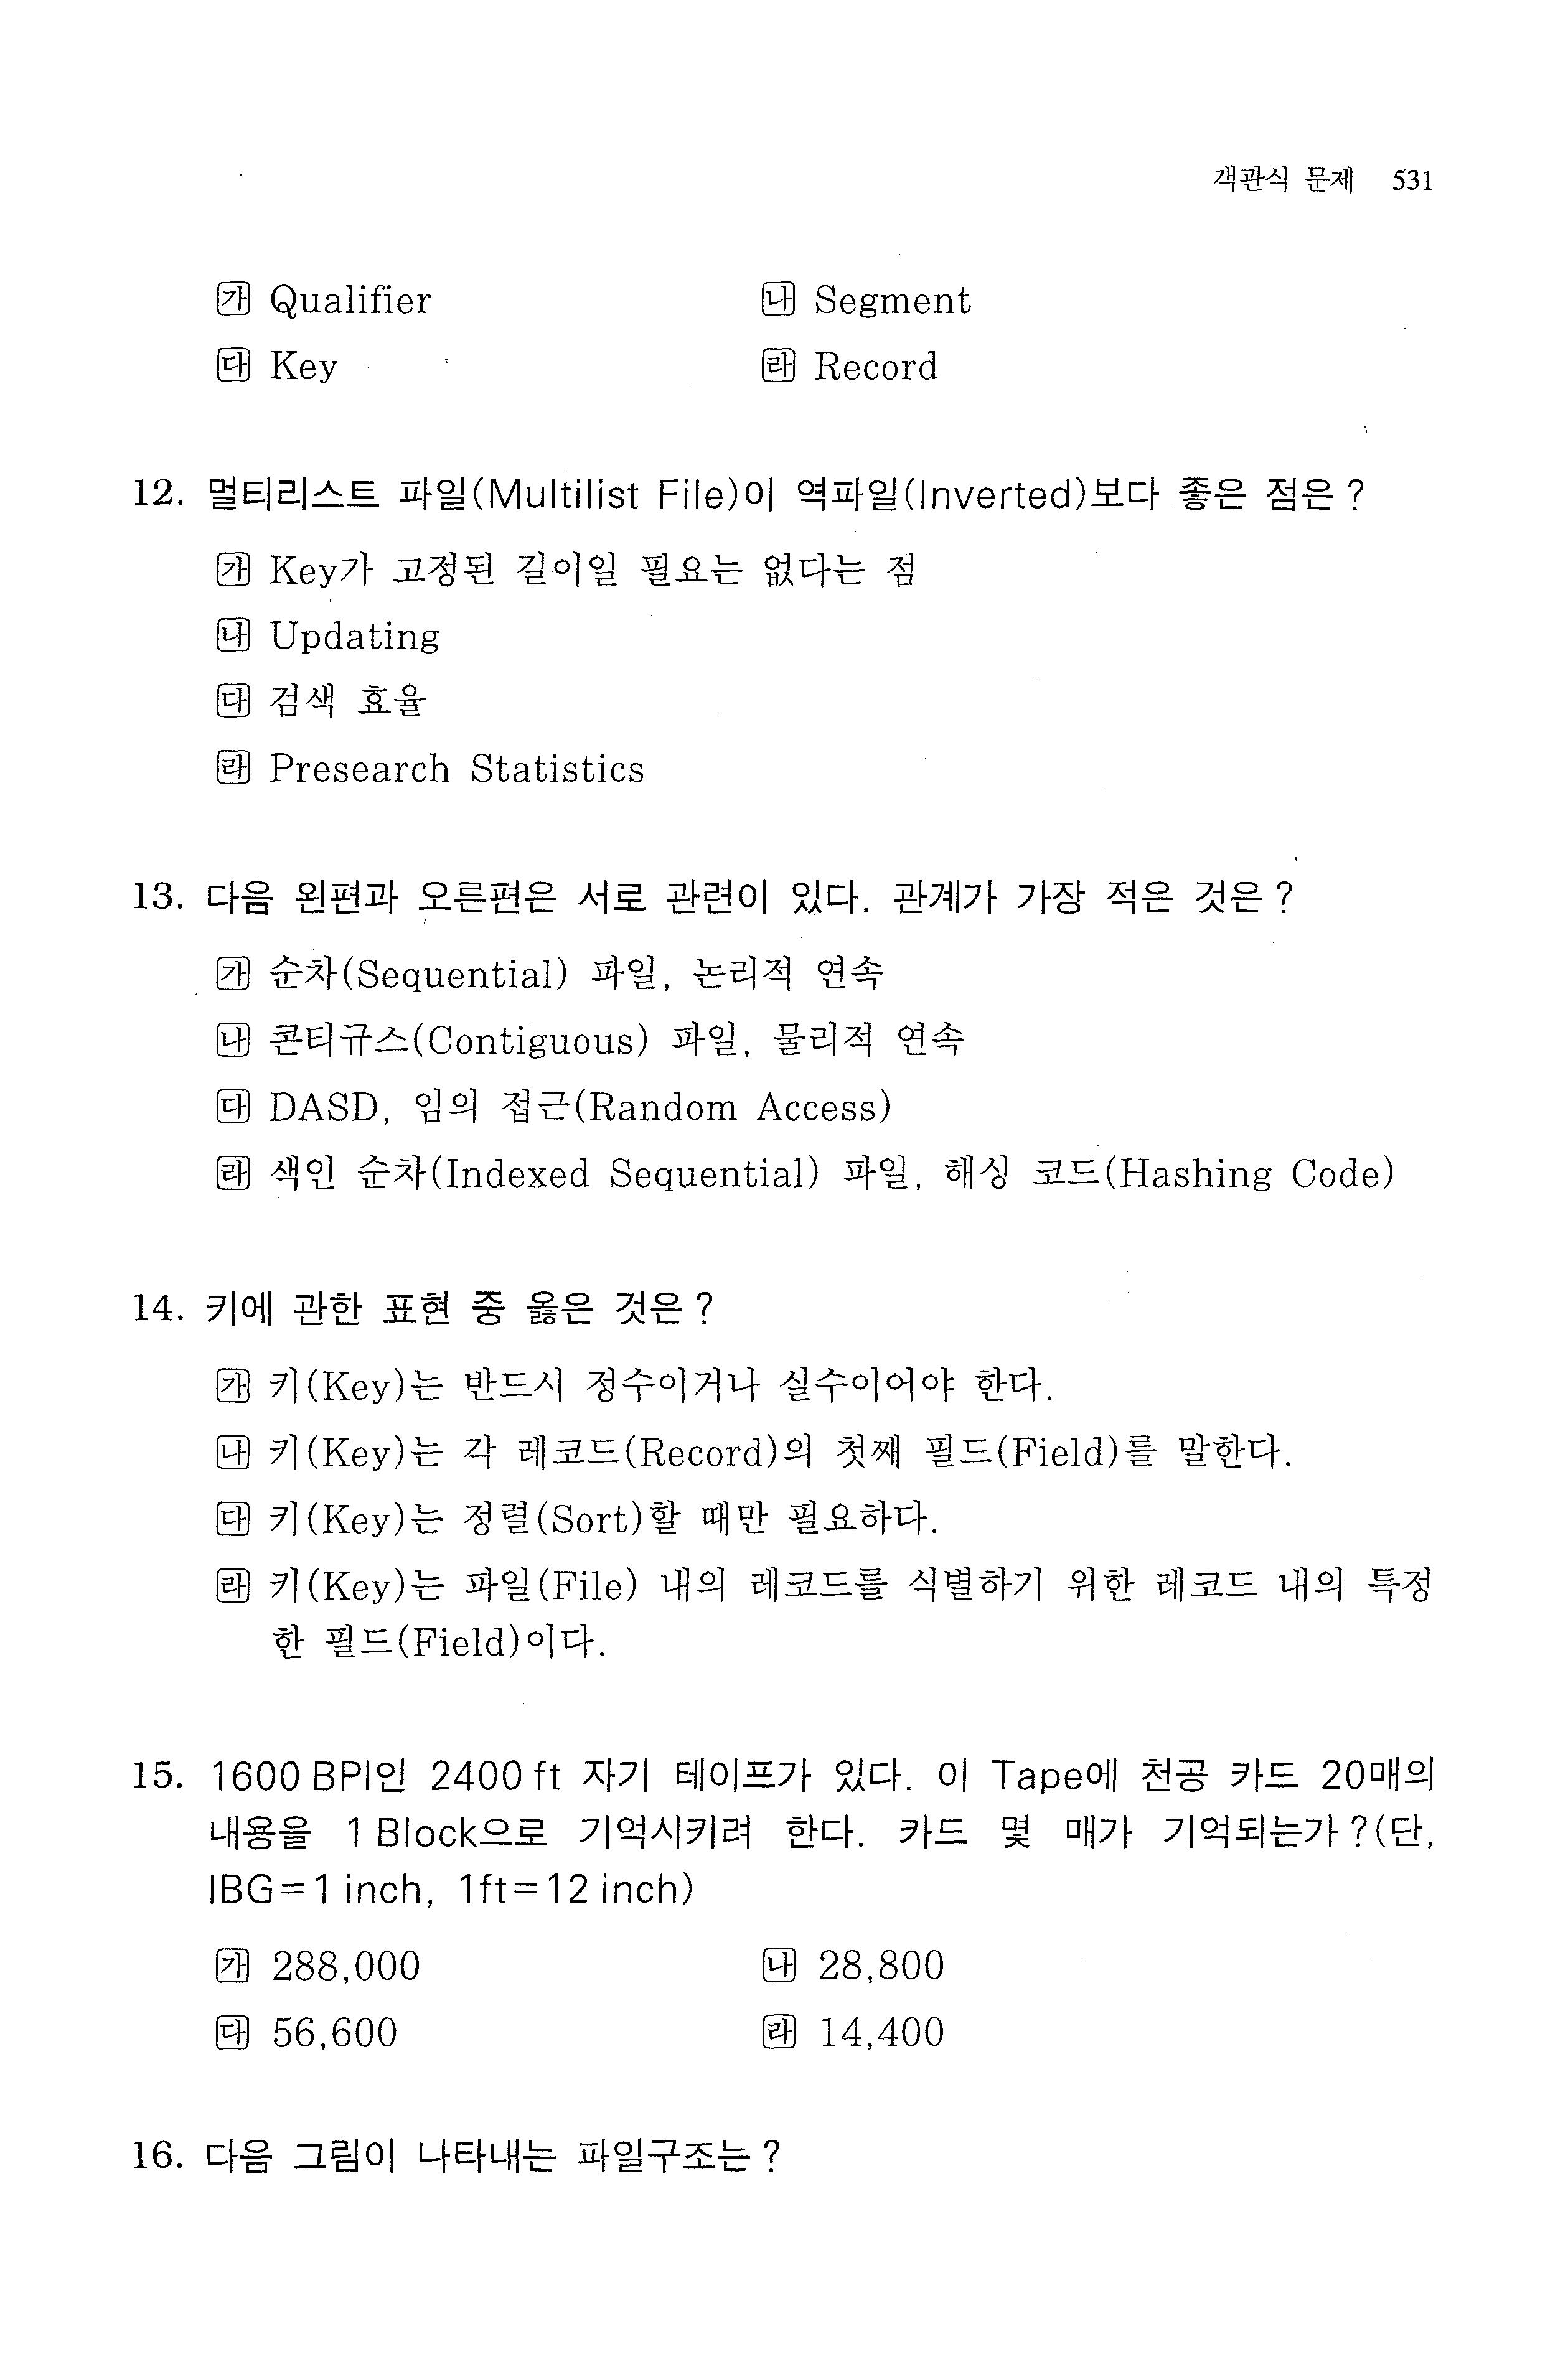 객관식 문제 531
㉮ Qualifier ㉯ Segment
㉰ Key ㉱ Record
12. 멀티리스트 파일(Multilist File)이 역파일(Inverted)보다 좋은 점은?
㉮ Key가 고정된 길이일 필요는 없다는 점
㉯ Updating
㉰ 검색 효율
㉱ Presearch Statistics
13. 다음 왼편과 오른편은 서로 관련이 있다. 관계가 가장 적은 것은?
㉮ 순차(Sequential) 파일, 논리적 연속
㉯ 콘티규스(Contiguous) 파일, 물리적 연속
㉰ DASD, 임의 접근(Random Access)
㉱ 색인 순차(Indexed Sequential) 파일, 해싱 코드(Hashing Code)
14. 키에 관한 표현 중 옳은 것은?
㉮ 키(Key)는 반드시 정수이거나 실수이어야 한다.
㉯ 키(Key)는 각 레코드(Record)의 첫째 필드(Field)를 말한다.
㉰ 키(Key)는 정렬(Sort)할 때만 필요하다.
㉱ 키(Key)는 파일(File) 내의 레코드를 식별하기 위한 레코드 내의 특정
한 필드(Field)이다.
15. 1600 BPI인 2400 ft 자기 테이프가 있다. 이 Tape에 천공 카드 20매의
내용을 1 Block으로 기억시키려 한다. 카드 몇 매가 기억되는가?(단,
IBG=1 inch, 1ft=12 inch)
㉮ 288,000 ㉯ 28,800
㉰ 56,600 ㉱ 14,400
16. 다음 그림이 나타내는 파일구조는?